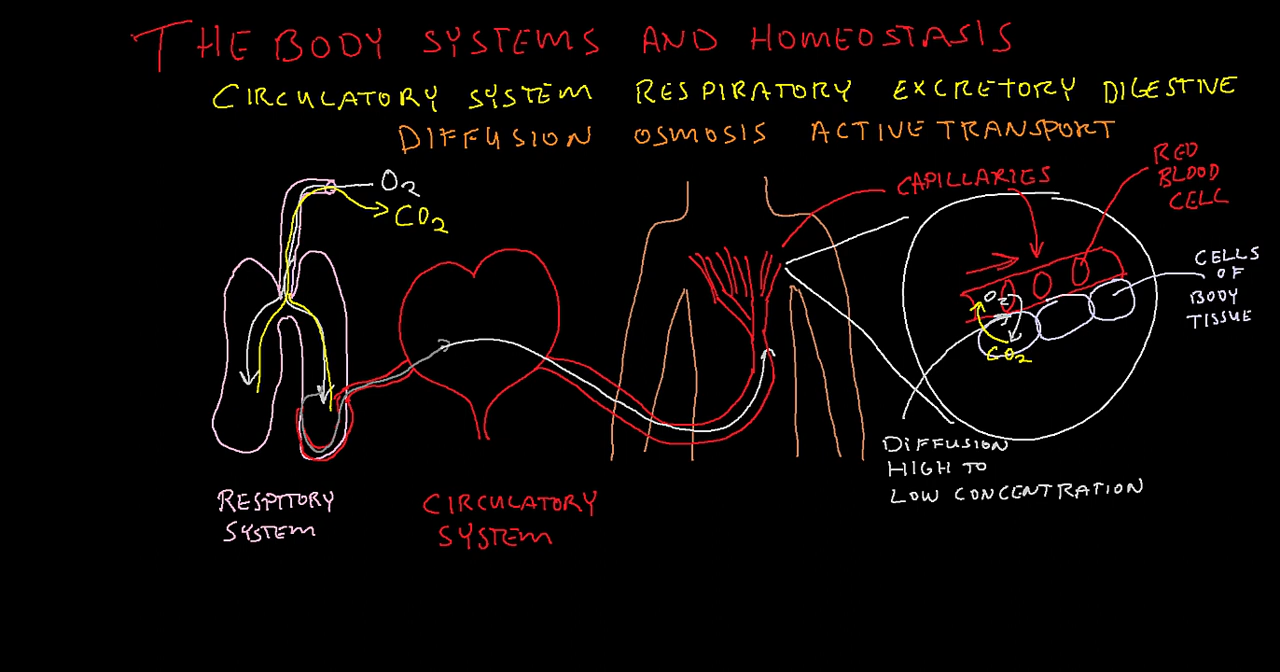 THE BODY SYSTEMS AND HOMEOSTASIS
CIRCULATORY SYSTEM RESPIRATORY EXCRETORY DIGESTIVE
DIFFUSION OSMOSIS ACTIVE TRANSPORT
O2
CO2
CAPILLARIES
RED
BLOOD
CELL
CELLS
OF
BODY
TISSUE
O2
CO2
DIFFUSION
HIGH TO
LOW CONCENTRATION
RESPITORY
SYSTEM
CIRCULATORY
SYSTEM